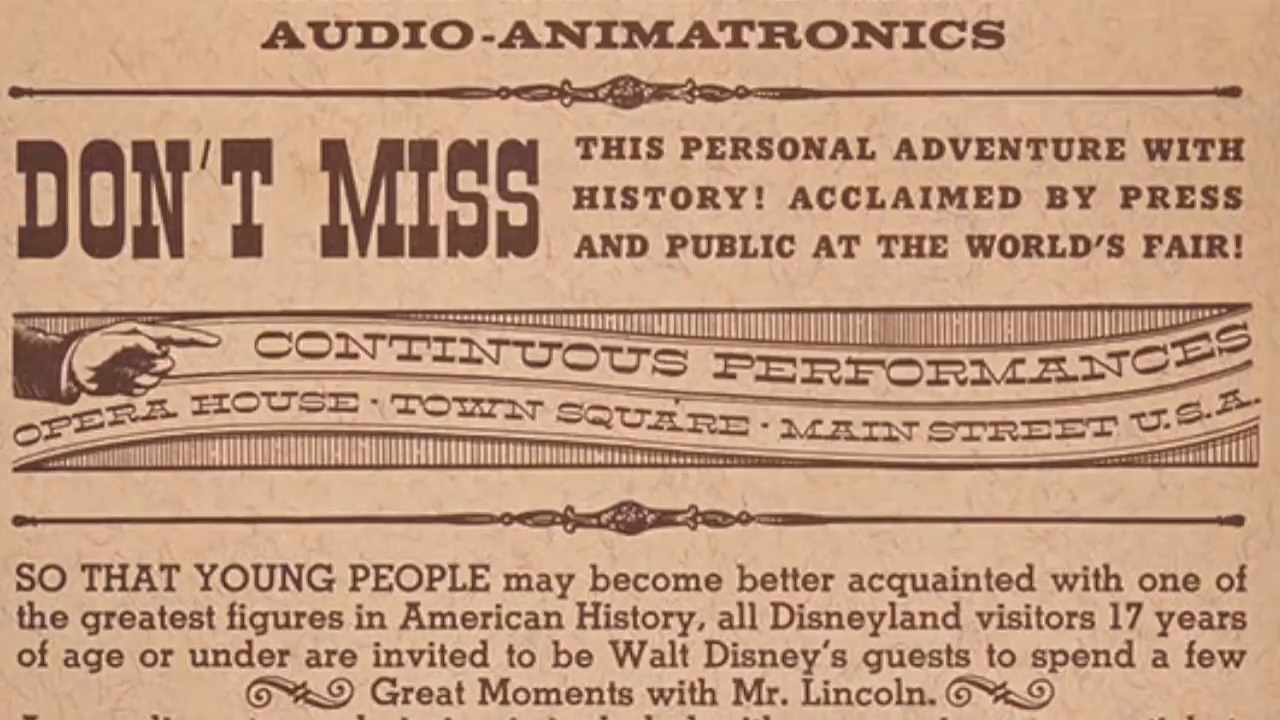 AUDIO-ANIMATRONICS
DON'T MISS
THIS PERSONAL ADVENTURE WITH
HISTORY! ACCLAIMED BY PRESS
AND PUBLIC AT THE WORLD'S FAIR!
CONTINUOUS PERFORMANCES
OPERA HOUSE · TOWN SQUARE · MAIN STREET U.S.A.
SO THAT YOUNG PEOPLE may become better acquainted with one of
the greatest figures in American History, all Disneyland visitors 17 years
of age or under are invited to be Walt Disney's guests to spend a few
Great Moments with Mr. Lincoln.